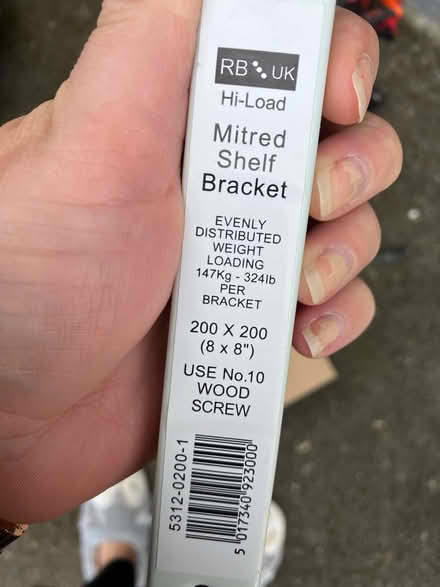 RB UK
Hi-Load
Mitred
Shelf
Bracket
EVENLY
DISTRIBUTED
WEIGHT
LOADING
147Kg - 324lb
PER
BRACKET
200 X 200
(8 x 8")
USE No.10
WOOD
SCREW
5312-0200-1
5 017340 923000